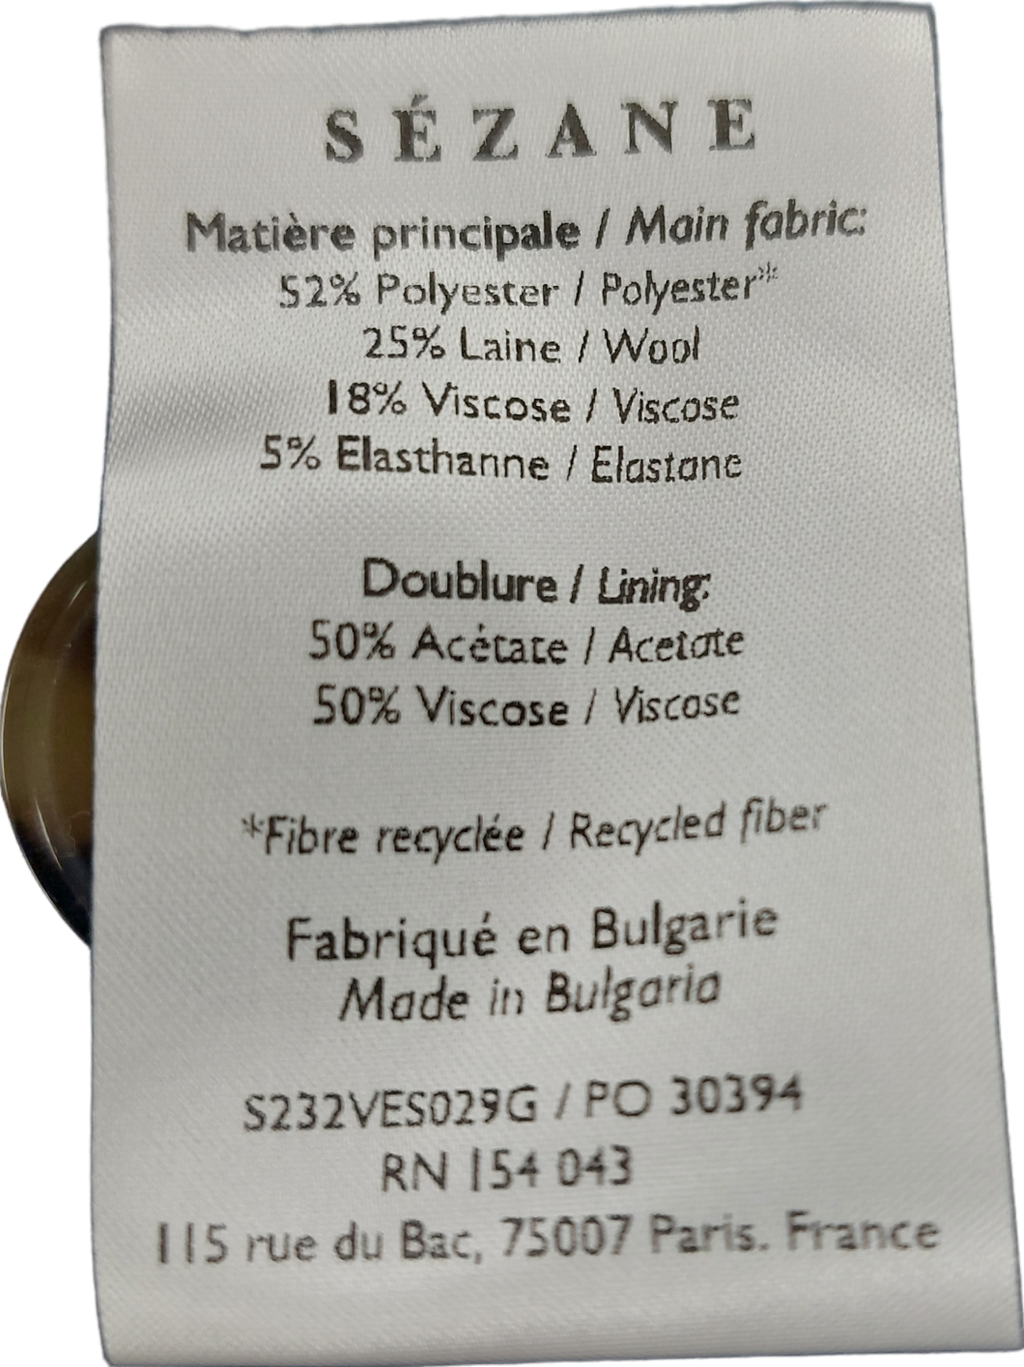 SÉZANE
Matière principale / Main fabric:
52% Polyester / Polyester*
25% Laine / Wool
18% Viscose / Viscose
5% Elasthanne / Elastane
Doublure / Lining:
50% Acétate / Acetate
50% Viscose / Viscose
*Fibre recyclée / Recycled fiber
Fabriqué en Bulgarie
Made in Bulgaria
S232VES029G / PO 30394
RN 154 043
115 rue du Bac, 75007 Paris. France